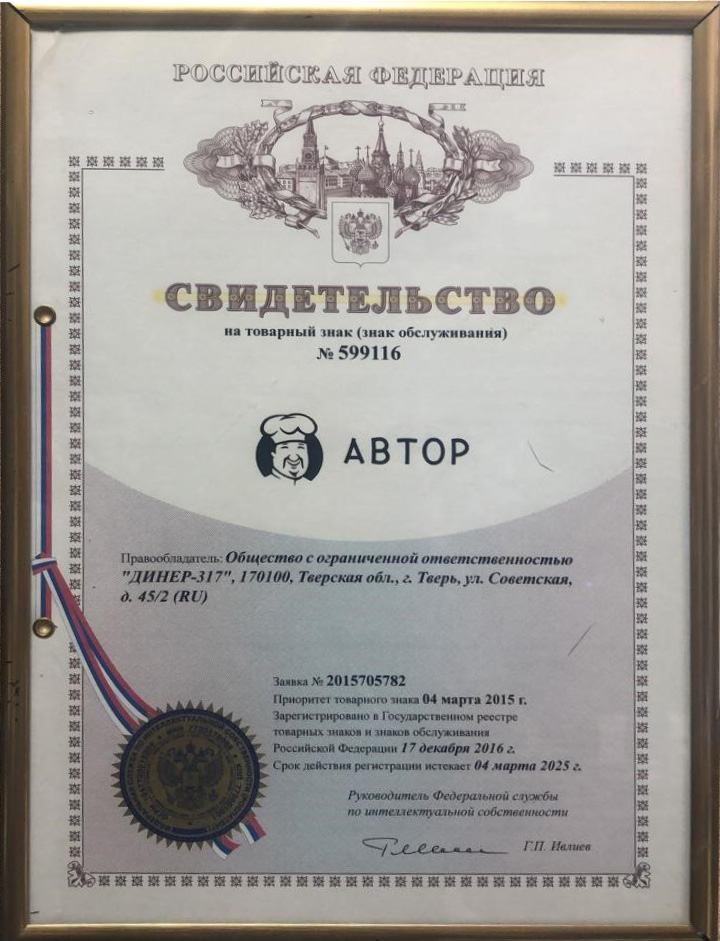 РОССИЙСКАЯ ФЕДЕРАЦИЯ
СВИДЕТЕЛЬСТВО
на товарный знак (знак обслуживания)
№ 599116
АВТОР
Правообладатель: Общество с ограниченной ответственностью
"ДИНЕР-317", 170100, Тверская обл., г. Тверь, ул. Советская,
д. 45/2 (RU)
Заявка № 2015705782
Приоритет товарного знака 04 марта 2015 г.
Зарегистрировано в Государственном реестре
товарных знаков и знаков обслуживания
Российской Федерации 17 декабря 2016 г.
Срок действия регистрации истекает 04 марта 2025 г.
Руководитель Федеральной службы
по интеллектуальной собственности
Г.П. Ивлиев